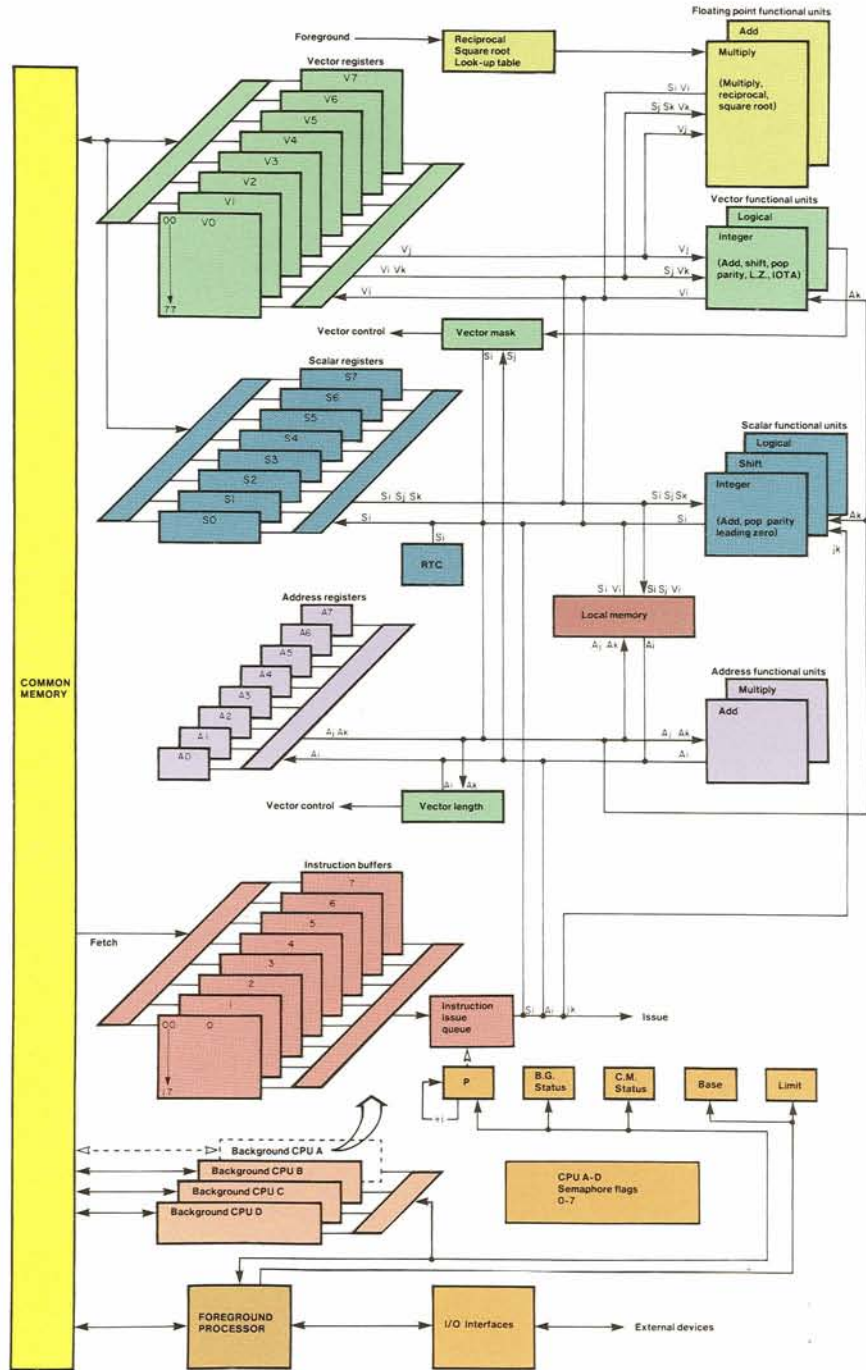 Floating point functional units
Foreground
Reciprocal
Square root
Look-up table
Add
Multiply
(Multiply,
reciprocal,
square root)
Vector registers
V7
V6
V5
V4
V3
V2
V1
V0
00
77
Si Vi
Sj Sk Vk
Vj
Vector functional units
Logical
Integer
(Add, shift, pop
parity, L.Z., IOTA)
Vj
Vi Vk
Vi
Vj
Sj Vk
Vi
Ak
Vector control
Vector mask
Si
Sj
Scalar registers
S7
S6
S5
S4
S3
S2
S1
S0
Si Sj Sk
Si
Si
RTC
Scalar functional units
Logical
Shift
Integer
(Add, pop parity
leading zero)
Si Sj Sk
Si
Ak
jk
Si Vi
Si Sj Vi
Local memory
Aj Ak
Ai
COMMON
MEMORY
Address registers
A7
A6
A5
A4
A3
A2
A1
A0
Aj Ak
Ai
Address functional units
Multiply
Add
Aj Ak
Ai
Ai
Ak
Vector control
Vector length
Instruction buffers
7
6
5
4
3
2
1
0
00
17
Fetch
Instruction
issue
queue
Si
Ai
jk
Issue
P
+1
B.G.
Status
C.M.
Status
Base
Limit
Background CPU A
Background CPU B
Background CPU C
Background CPU D
CPU A-D
Semaphore flags
0-7
FOREGROUND
PROCESSOR
I/O Interfaces
External devices